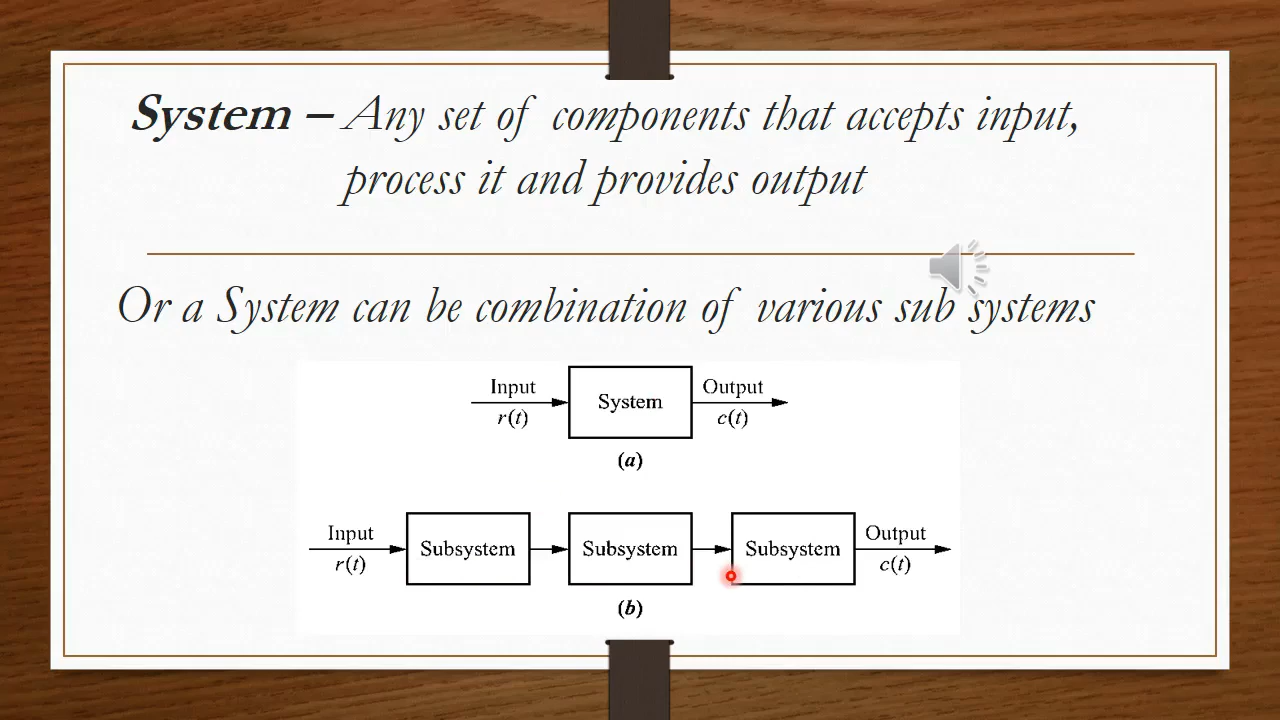 System – Any set of components that accepts input,
process it and provides output
Or a System can be combination of various sub systems
Input
r(t)
System
Output
c(t)
(a)
Input
r(t)
Subsystem
Subsystem
Subsystem
Output
c(t)
(b)